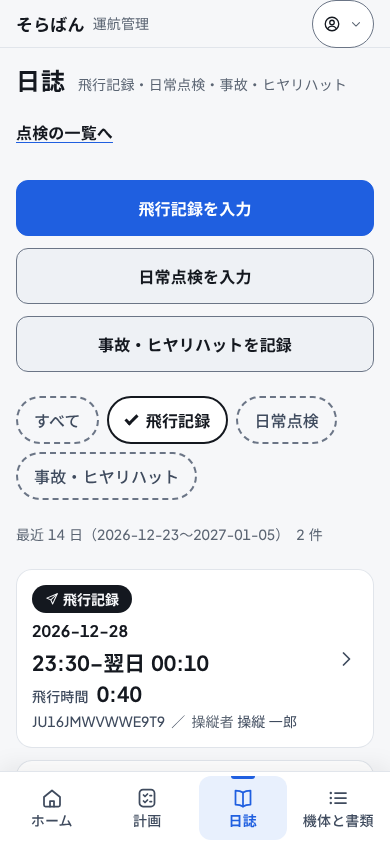 そらばん 運航管理
日誌 飛行記録・日常点検・事故・ヒヤリハット
点検の一覧へ
飛行記録を入力
日常点検を入力
事故・ヒヤリハットを記録
すべて 飛行記録 日常点検
事故・ヒヤリハット
最近 14 日（2026-12-23〜2027-01-05） 2 件
飛行記録
2026-12-28
23:30–翌日 00:10
飛行時間 0:40
JU16JMWVWWE9T9 ／ 操縦者 操縦 一郎
ホーム 計画 日誌 機体と書類